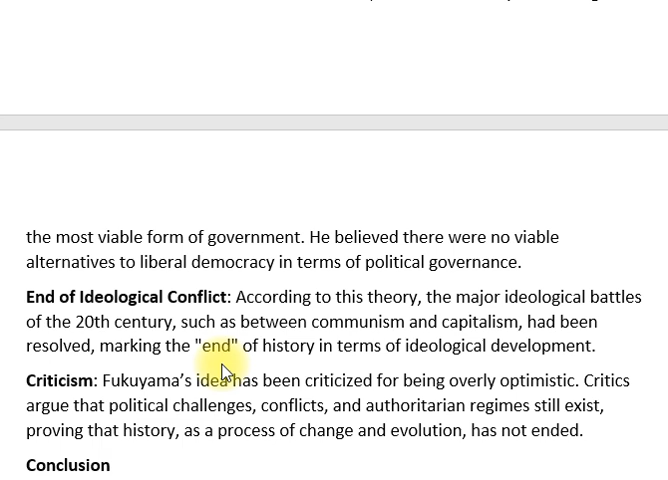 the most viable form of government. He believed there were no viable
alternatives to liberal democracy in terms of political governance.
End of Ideological Conflict: According to this theory, the major ideological battles
of the 20th century, such as between communism and capitalism, had been
resolved, marking the "end" of history in terms of ideological development.
Criticism: Fukuyama’s idea has been criticized for being overly optimistic. Critics
argue that political challenges, conflicts, and authoritarian regimes still exist,
proving that history, as a process of change and evolution, has not ended.
Conclusion